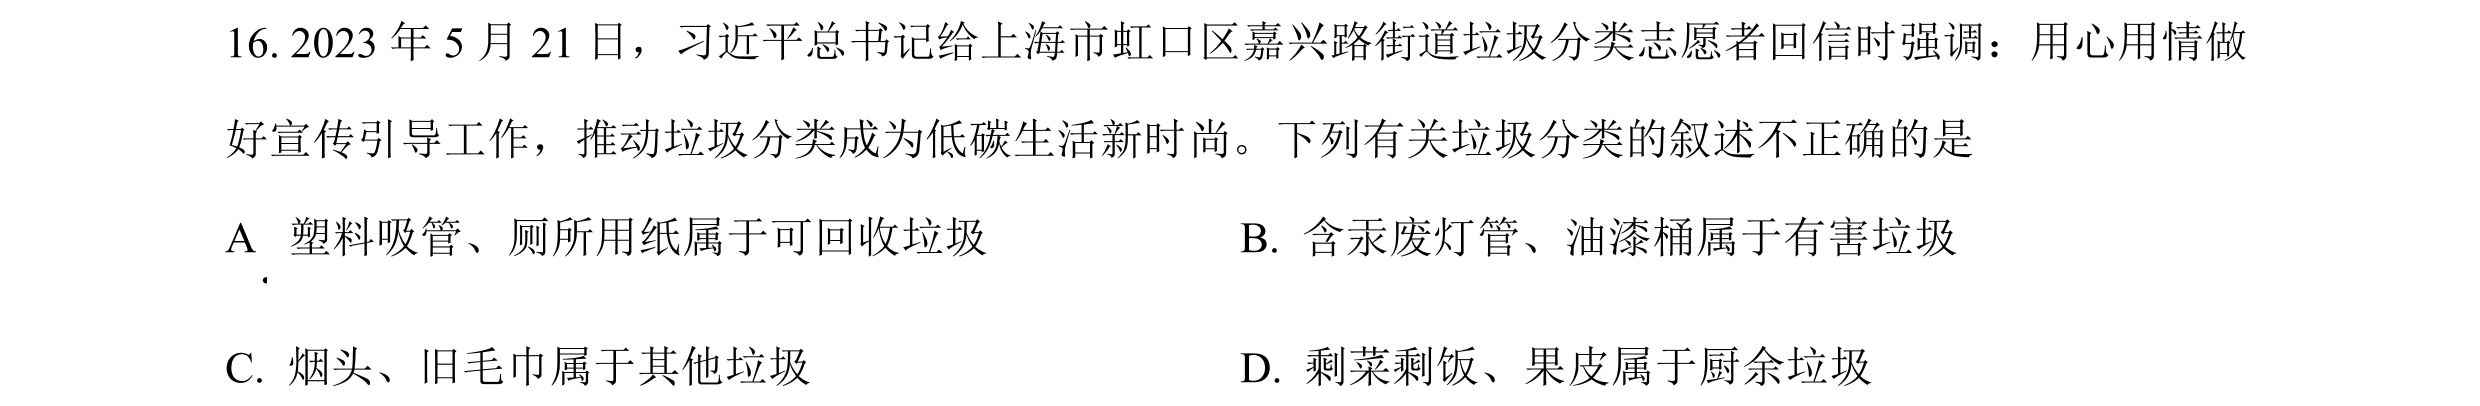 16. 2023 年 5 月 21 日，习近平总书记给上海市虹口区嘉兴路街道垃圾分类志愿者回信时强调：用心用情做
好宣传引导工作，推动垃圾分类成为低碳生活新时尚。下列有关垃圾分类的叙述不正确的是
A 塑料吸管、厕所用纸属于可回收垃圾 B. 含汞废灯管、油漆桶属于有害垃圾
.
C. 烟头、旧毛巾属于其他垃圾 D. 剩菜剩饭、果皮属于厨余垃圾